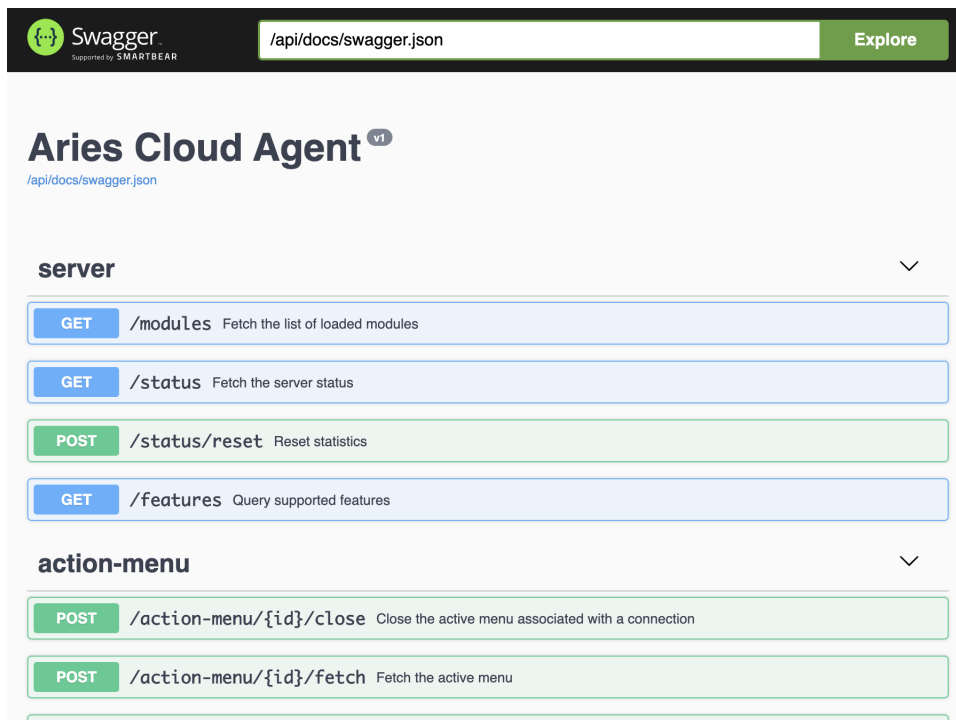 {···} Swagger™
Supported by SMARTBEAR
/api/docs/swagger.json
Explore
Aries Cloud Agent v1
/api/docs/swagger.json
server
GET /modules Fetch the list of loaded modules
GET /status Fetch the server status
POST /status/reset Reset statistics
GET /features Query supported features
action-menu
POST /action-menu/{id}/close Close the active menu associated with a connection
POST /action-menu/{id}/fetch Fetch the active menu